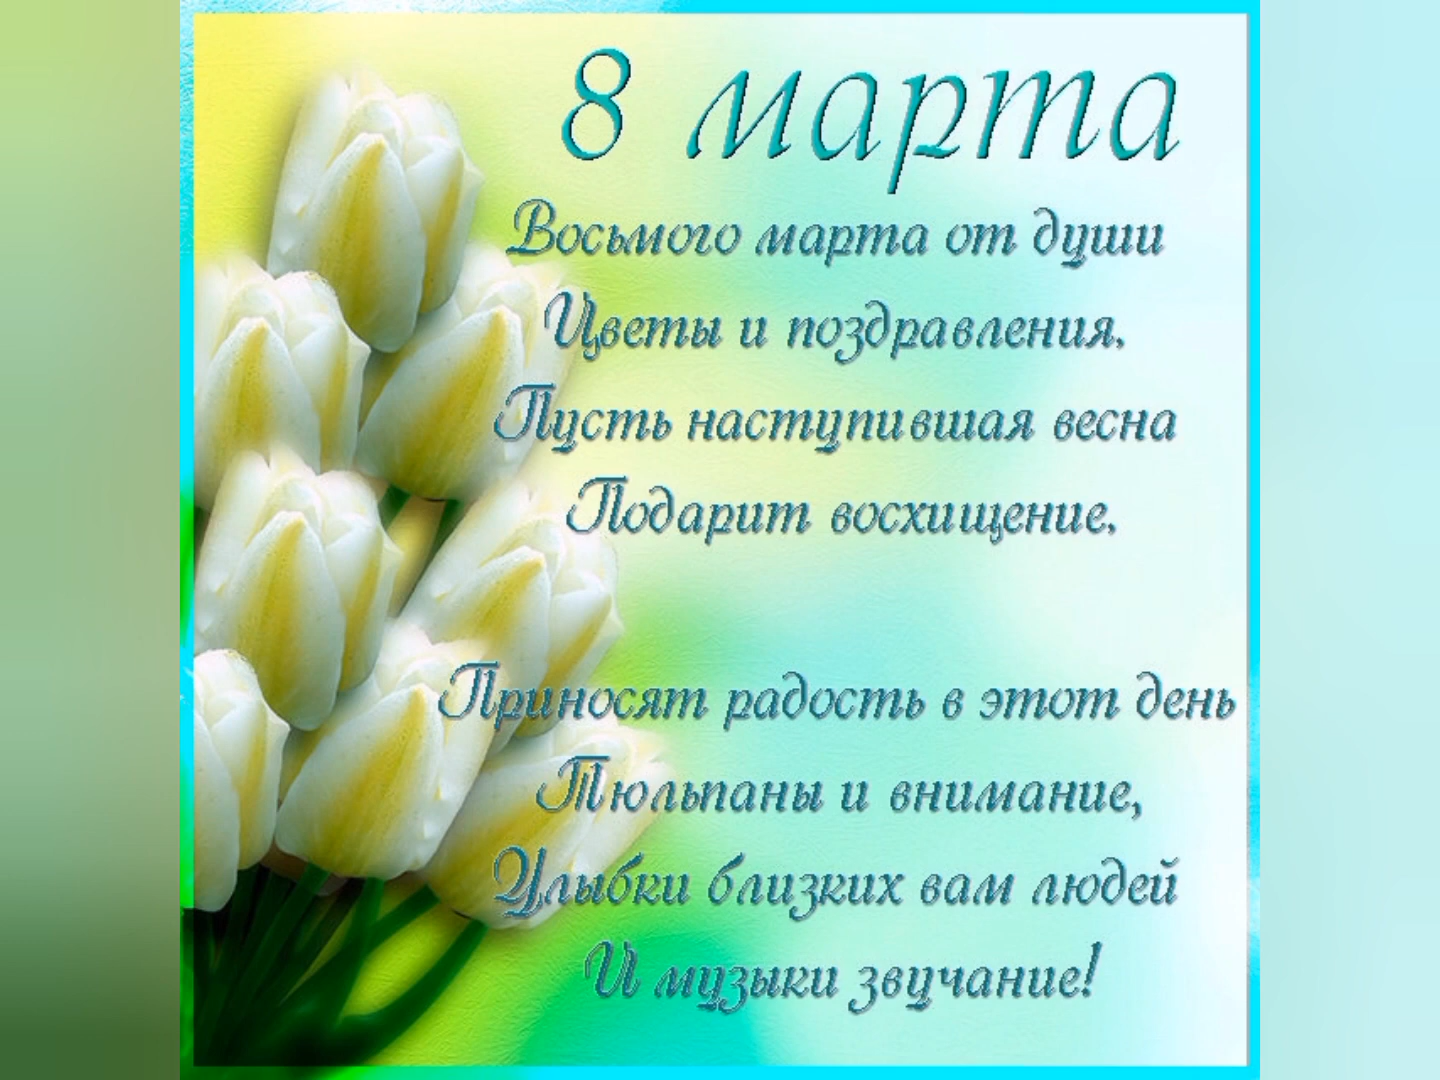 8 марта
Восьмого марта от души
Цветы и поздравления,
Пусть наступившая весна
Подарит восхищение,
Приносят радость в этот день
Тюльпаны и внимание,
Улыбки близких вам людей
И музыки звучание!